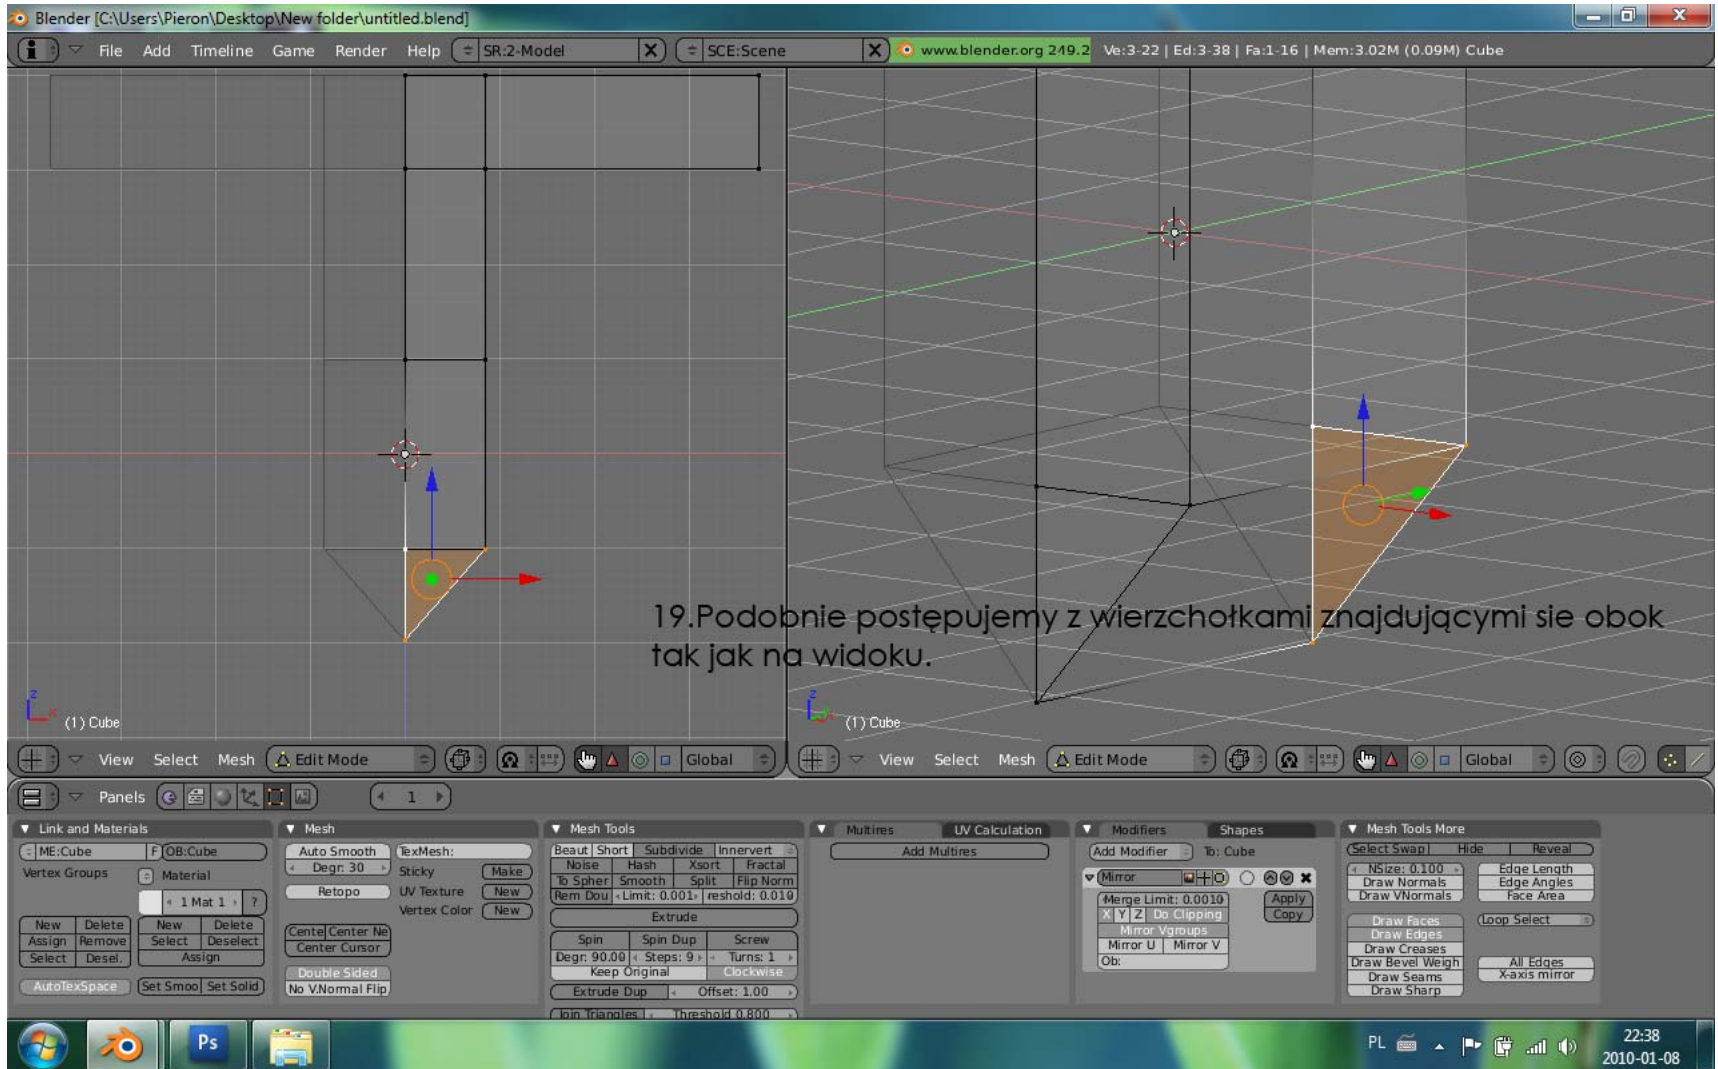 Blender [C:\Users\Pieron\Desktop\New folder\untitled.blend]
File Add Timeline Game Render Help SR:2-Model X SCE:Scene X www.blender.org 249.2 Ve:3-22 | Ed:3-38 | Fa:1-16 | Mem:3.02M (0.09M) Cube
19.Podobnie postępujemy z wierzchołkami znajdującymi sie obok
tak jak na widoku.
z
x
(1) Cube
z
(1) Cube
View Select Mesh Edit Mode Global
View Select Mesh Edit Mode Global
Panels 1
Link and Materials
ME:Cube F OB:Cube
Vertex Groups
Material
1 Mat 1 ?
New Delete New Delete
Assign Remove Select Deselect
Select Desel. Assign
AutoTexSpace Set Smoo Set Solid
Mesh
Auto Smooth TexMesh:
Degr: 30 Sticky Make
Retopo UV Texture New
Vertex Color New
Cente Center Ne
Center Cursor
Double Sided
No V.Normal Flip
Mesh Tools
Beaut Short Subdivide Innervert
Noise Hash Xsort Fractal
To Spher Smooth Split Flip Norm
Rem Dou Limit: 0.001 reshold: 0.010
Extrude
Spin Spin Dup Screw
Degr: 90.00 Steps: 9 Turns: 1
Keep Original Clockwise
Extrude Dup Offset: 1.00
Join Triangles Threshold 0.800
Multires UV Calculation
Add Multires
Modifiers Shapes
Add Modifier To: Cube
Mirror
Merge Limit: 0.0010 Apply
X Y Z Do Clipping Copy
Mirror Vgroups
Mirror U Mirror V
Ob:
Mesh Tools More
Select Swap Hide Reveal
NSize: 0.100 Edge Length
Draw Normals Edge Angles
Draw VNormals Face Area
Draw Faces Loop Select
Draw Edges
Draw Creases
Draw Bevel Weigh All Edges
Draw Seams X-axis mirror
Draw Sharp
Ps
PL
22:38
2010-01-08